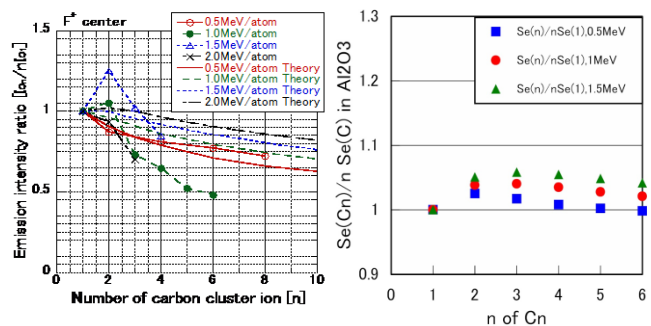 F+ center
0.5MeV/atom
1.0MeV/atom
1.5MeV/atom
2.0MeV/atom
0.5MeV/atom Theory
1.0MeV/atom Theory
1.5MeV/atom Theory
2.0MeV/atom Theory
1.5
1
0.5
0
Emission intensity ratio
0 2 4 6 8 10
Number of carbon cluster ion [n]
Se(n)/nSe(1),0.5MeV
Se(n)/nSe(1),1MeV
Se(n)/nSe(1),1.5MeV
1.3
1.2
1.1
1.0
0.9
Se(Cn)/n Se(C) in Al2O3
0 1 2 3 4 5 6
n of Cn